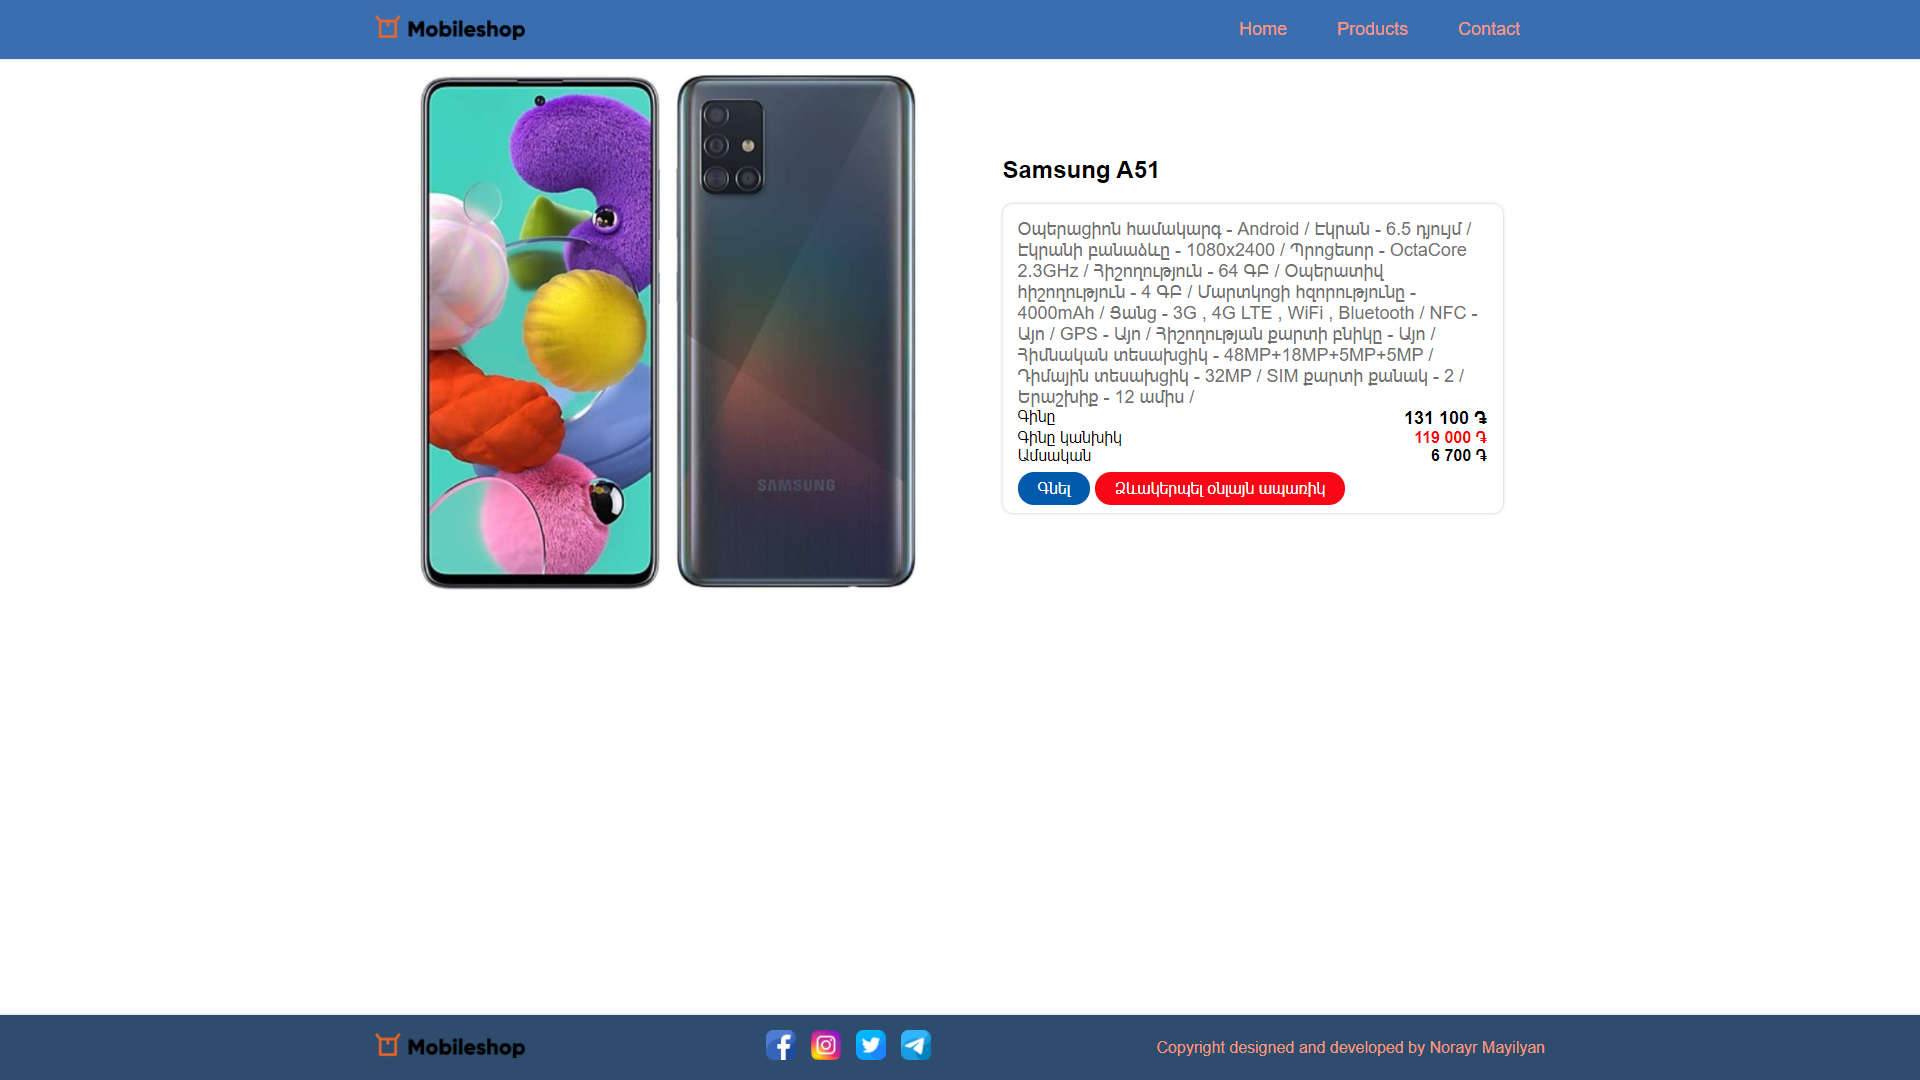 Mobileshop
Home
Products
Contact
Samsung A51
Օպերացիոն համակարգ - Android / Էկրան - 6.5 դյույմ /
Էկրանի բանաձևը - 1080x2400 / Պրոցեսոր - OctaCore
2.3GHz / Հիշողություն - 64 ԳԲ / Օպերատիվ
հիշողություն - 4 ԳԲ / Մարտկոցի հզորությունը -
4000mAh / Ցանց - 3G , 4G LTE , WiFi , Bluetooth / NFC -
Այո / GPS - Այո / Հիշողության քարտի բնիկը - Այո /
Հիմնական տեսախցիկ - 48MP+18MP+5MP+5MP /
Դիմային տեսախցիկ - 32MP / SIM քարտի քանակ - 2 /
Երաշխիք - 12 ամիս /
Գինը 131 100 ֏
Գինը կանխիկ 119 000 ֏
Ամսական 6 700 ֏
Գնել
Ձևակերպել օնլայն ապառիկ
SAMSUNG
Mobileshop
Copyright designed and developed by Norayr Mayilyan